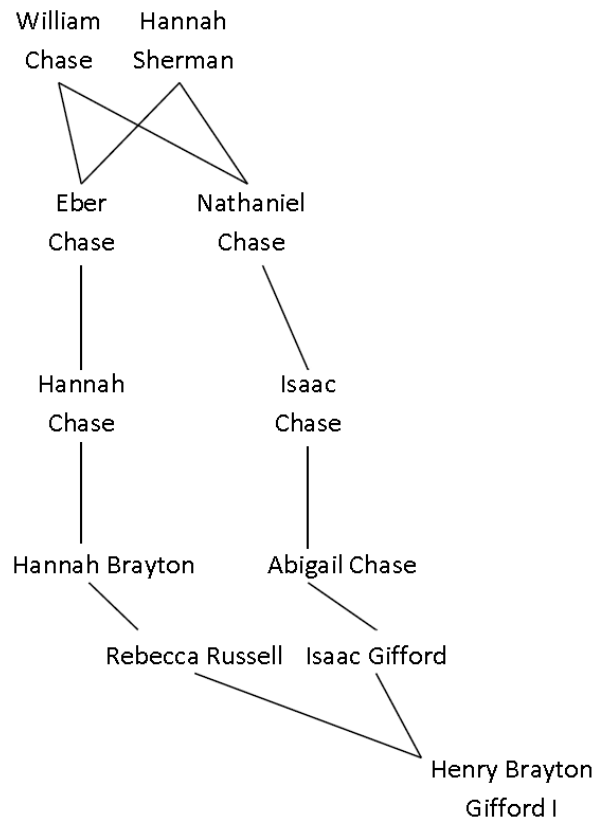 William Hannah
Chase Sherman
Eber Nathaniel
Chase Chase
Hannah Isaac
Chase Chase
Hannah Brayton Abigail Chase
Rebecca Russell Isaac Gifford
Henry Brayton
Gifford I